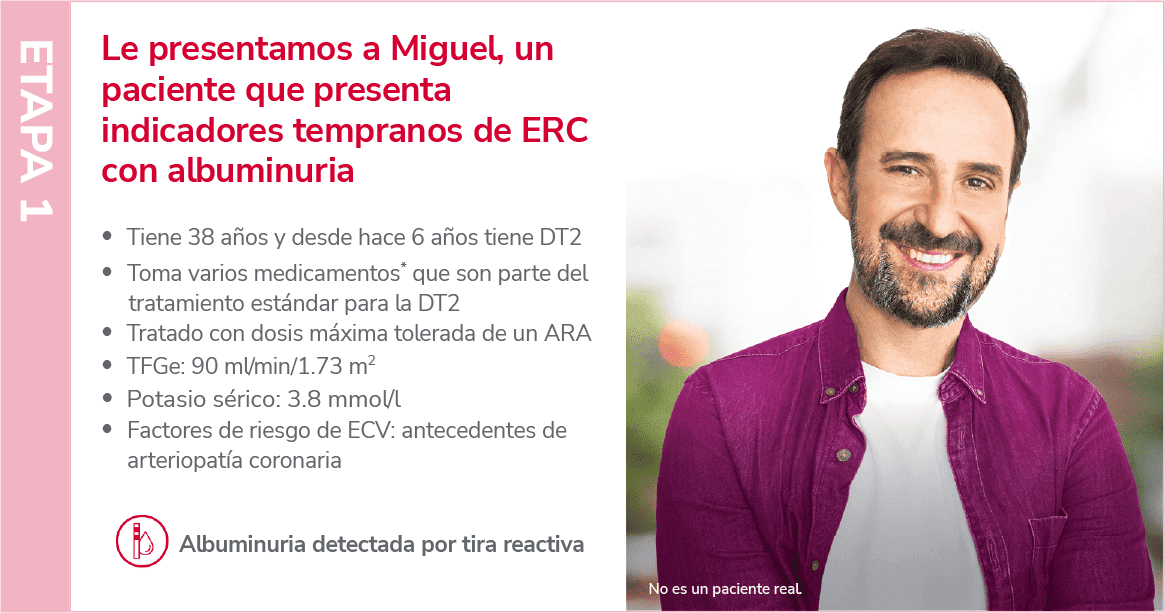 ETAPA 1
Le presentamos a Miguel, un
paciente que presenta
indicadores tempranos de ERC
con albuminuria
• Tiene 38 años y desde hace 6 años tiene DT2
• Toma varios medicamentos* que son parte del
tratamiento estándar para la DT2
• Tratado con dosis máxima tolerada de un ARA
• TFGe: 90 ml/min/1.73 m²
• Potasio sérico: 3.8 mmol/l
• Factores de riesgo de ECV: antecedentes de
arteriopatía coronaria
Albuminuria detectada por tira reactiva
No es un paciente real.